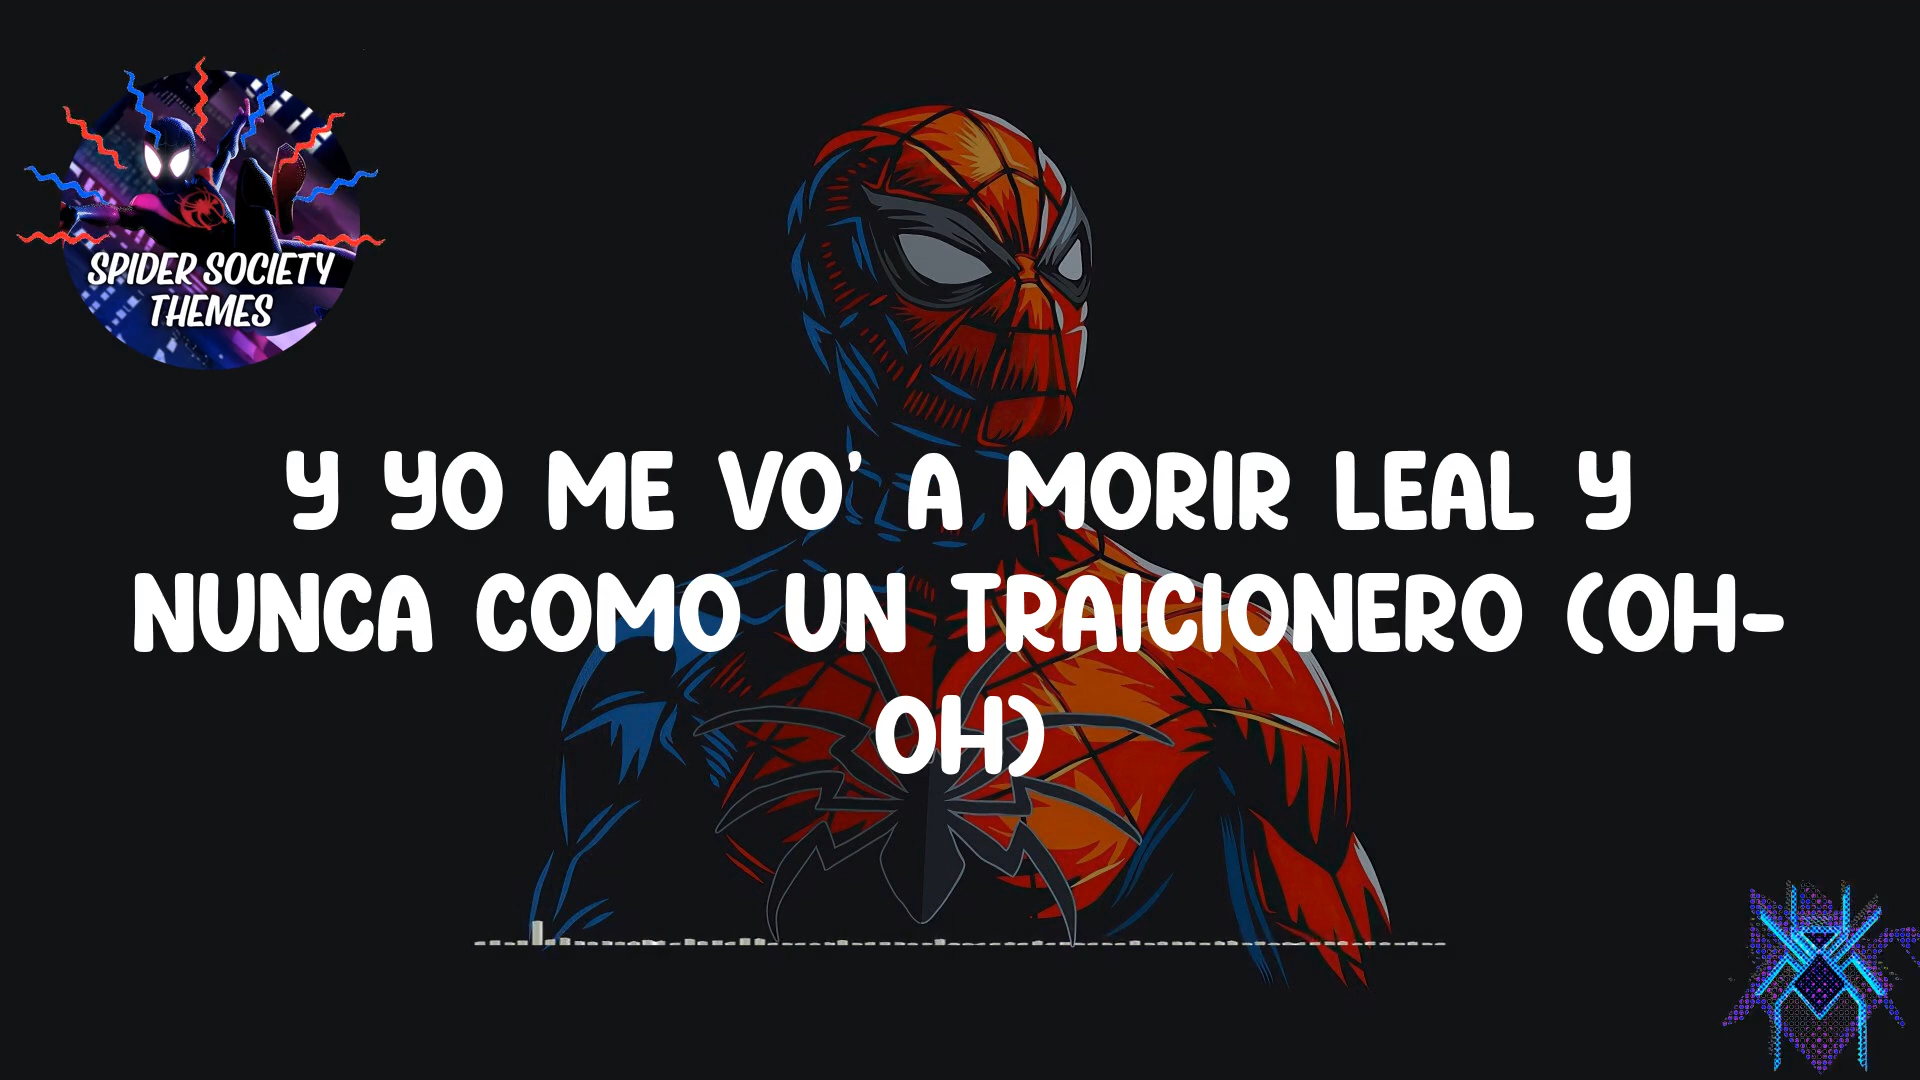 SPIDER SOCIETY
THEMES
Y YO ME VO' A MORIR LEAL Y
NUNCA COMO UN TRAICIONERO (OH-
OH)